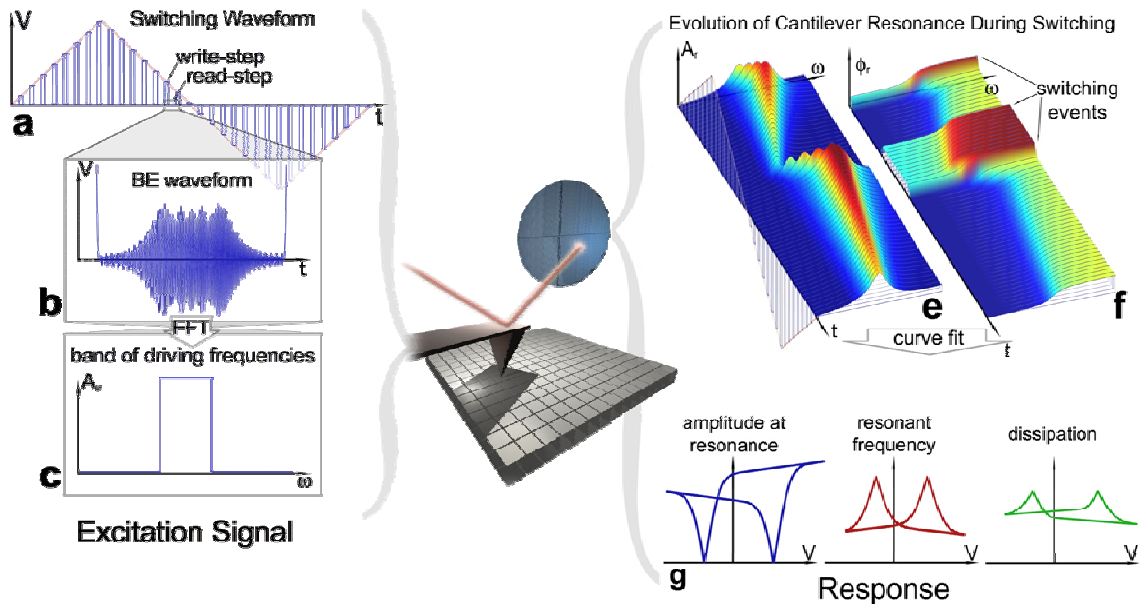 Switching Waveform
V
write-step
read-step
t
a
V
BE waveform
t
b
FFT
band of driving frequencies
Aₑ
c
ω
Excitation Signal
Evolution of Cantilever Resonance During Switching
Aᵣ
ω
ϕᵣ
ω
switching
events
e
f
t
curve fit
t
amplitude at
resonance
resonant
frequency
dissipation
V
V
V
g
Response